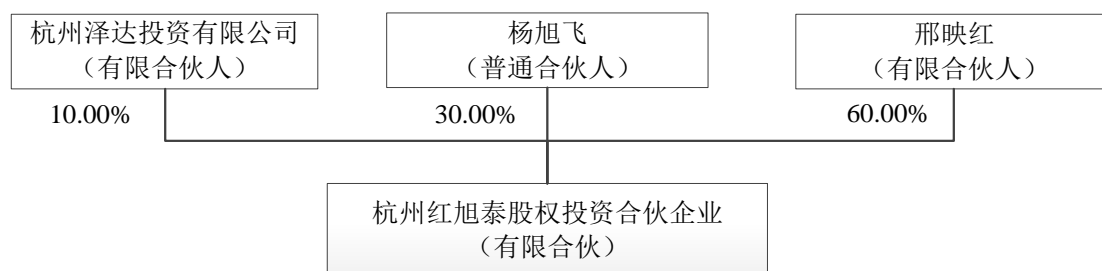 杭州泽达投资有限公司
（有限合伙人）
杨旭飞
（普通合伙人）
邢映红
（有限合伙人）
10.00%
30.00%
60.00%
杭州红旭泰股权投资合伙企业
（有限合伙）